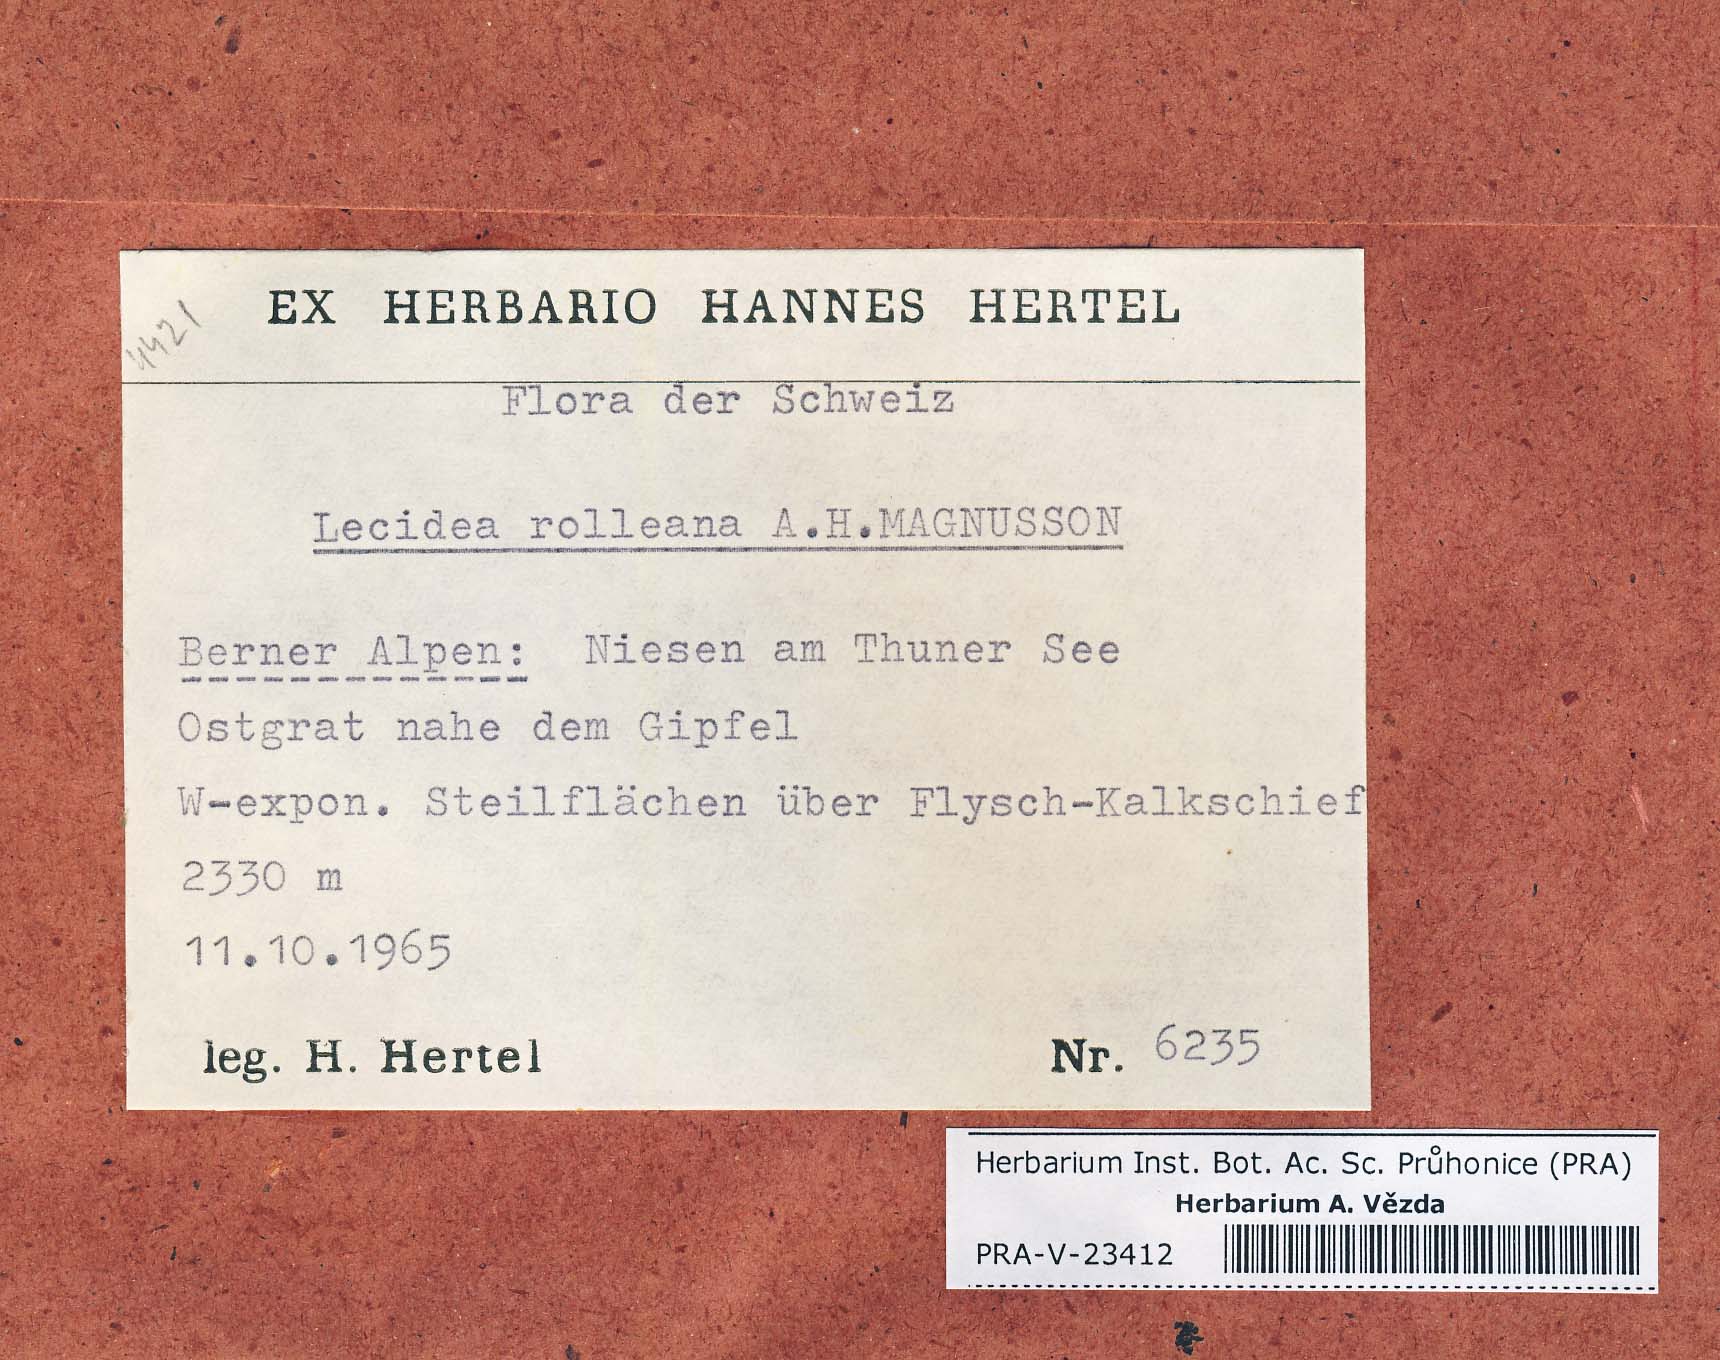 4421
EX HERBARIO HANNES HERTEL
Flora der Schweiz
Lecidea rolleana A.H.MAGNUSSON
Berner Alpen: Niesen am Thuner See
Ostgrat nahe dem Gipfel
W-expon. Steilflächen über Flysch-Kalkschief
2330 m
11.10.1965
leg. H. Hertel Nr. 6235
Herbarium Inst. Bot. Ac. Sc. Průhonice (PRA)
Herbarium A. Vězda
PRA-V-23412